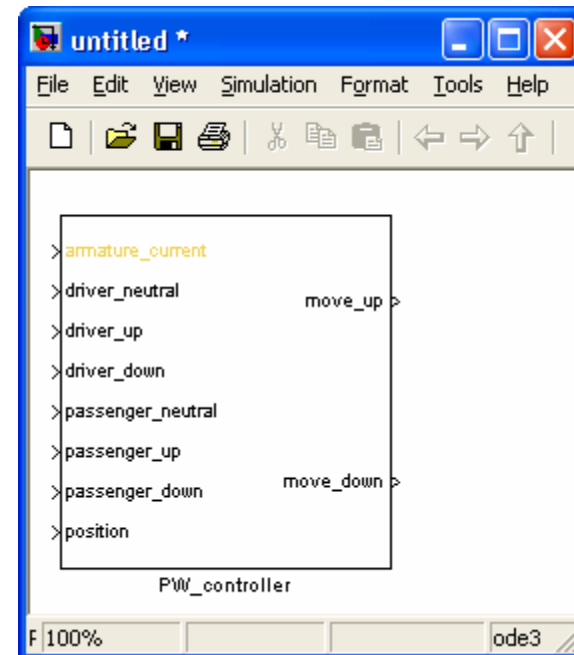 untitled *
File Edit View Simulation Format Tools Help
armature_current
driver_neutral
move_up
driver_up
driver_down
passenger_neutral
passenger_up
passenger_down
move_down
position
PW_controller
F 100% ode3